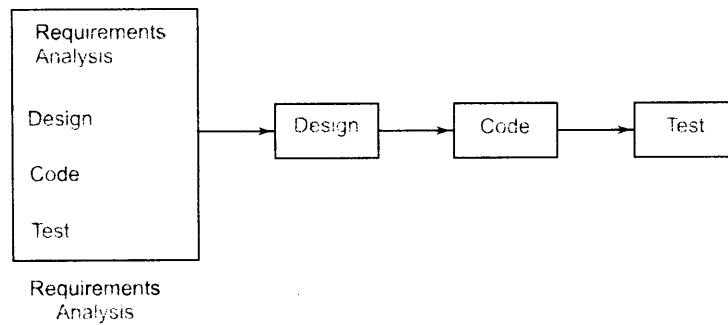 Requirements
Analysis
Design
Code
Test
Requirements
Analysis
Design
Code
Test